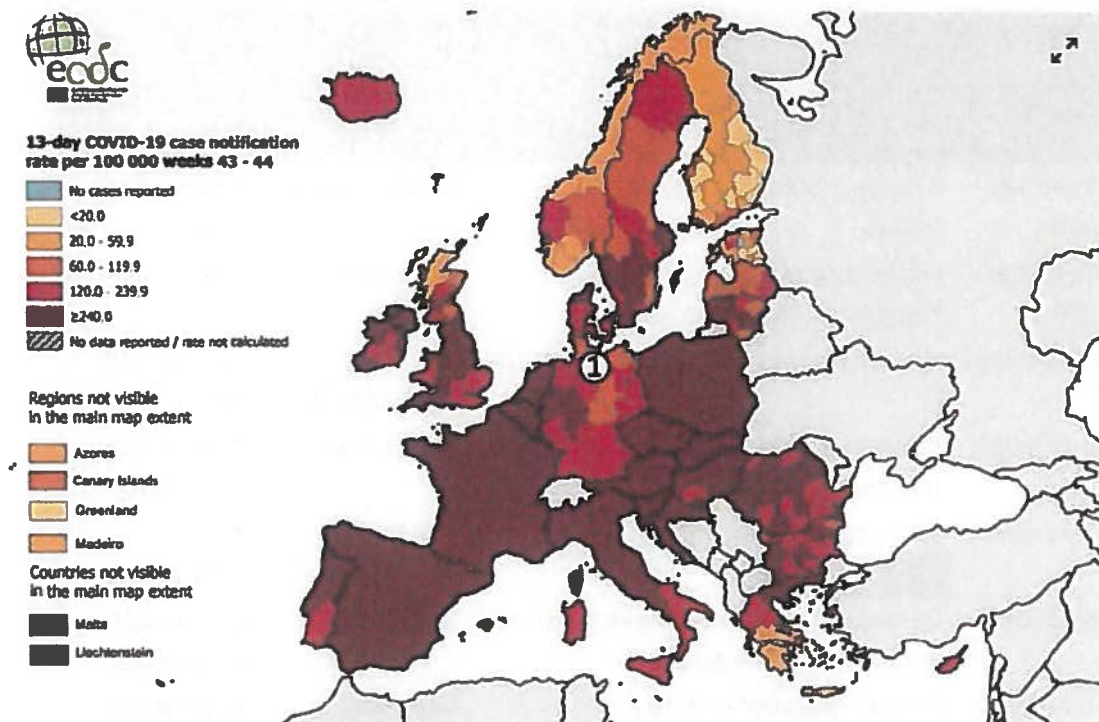 ecdc
13-day COVID-19 case notification
rate per 100 000 weeks 43 - 44
No cases reported
<20.0
20.0 - 59.9
60.0 - 119.9
120.0 - 239.9
≥240.0
No data reported / rate not calculated
Regions not visible
in the main map extent
Azores
Canary Islands
Greenland
Madeiro
Countries not visible
in the main map extent
Malta
Liechtenstein
1